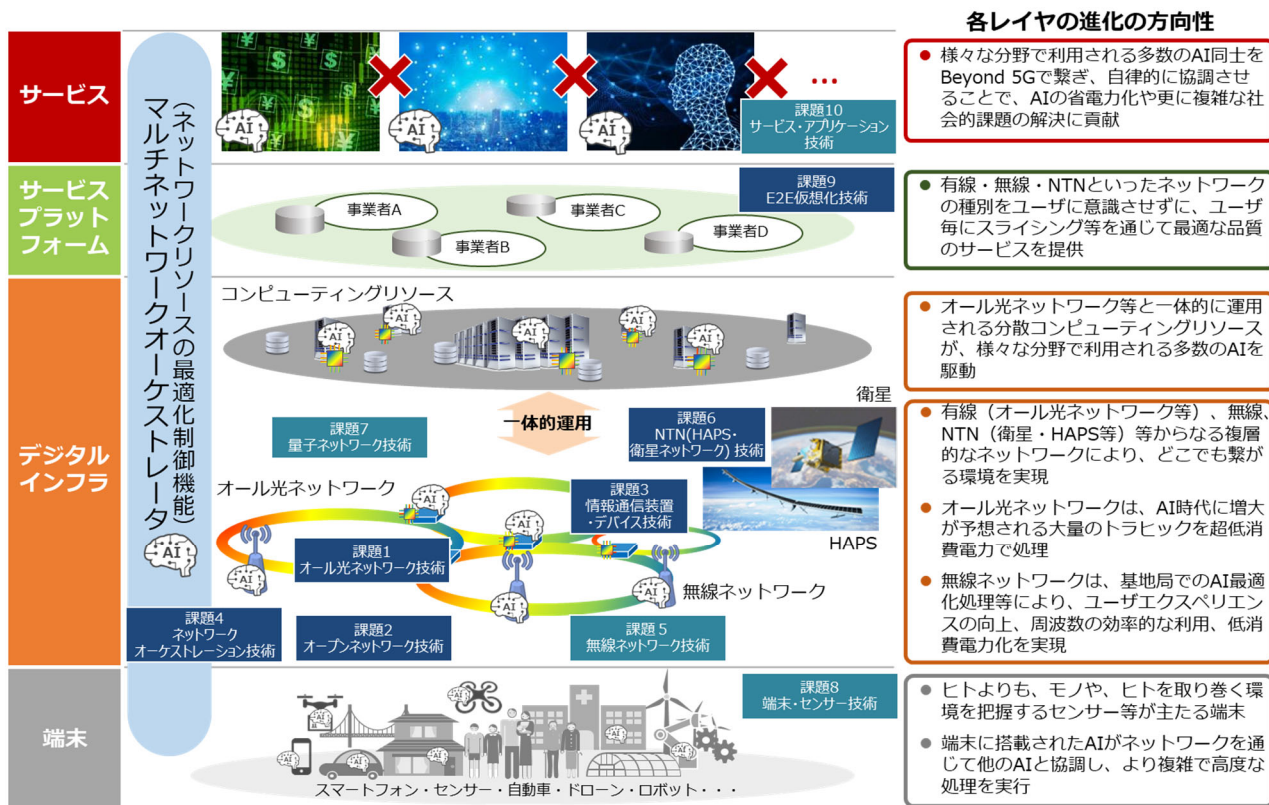 各レイヤの進化の方向性
サービス
マルチネットワークオーケストレータ
(ネットワークリソースの最適化制御機能)
AI
AI
AI
AI
…
課題10
サービス・アプリケーション
技術
● 様々な分野で利用される多数のAI同士を
Beyond 5Gで繋ぎ、自律的に協調させ
ることで、AIの省電力化や更に複雑な社
会的課題の解決に貢献
サービス
プラット
フォーム
事業者A
事業者B
事業者C
事業者D
課題9
E2E仮想化技術
● 有線・無線・NTNといったネットワーク
の種別をユーザに意識させずに、ユーザ
毎にスライシング等を通じて最適な品質
のサービスを提供
デジタル
インフラ
コンピューティングリソース
AI
AI
AI
AI
AI
一体的運用
課題7
量子ネットワーク技術
課題6
NTN(HAPS・
衛星ネットワーク) 技術
衛星
HAPS
オール光ネットワーク
AI
AI
AI
AI
AI
課題3
情報通信装置
・デバイス技術
課題1
オール光ネットワーク技術
無線ネットワーク
課題4
ネットワーク
オーケストレーション技術
課題2
オープンネットワーク技術
課題５
無線ネットワーク技術
● オール光ネットワーク等と一体的に運用
される分散コンピューティングリソース
が、様々な分野で利用される多数のAIを
駆動
● 有線（オール光ネットワーク等）、無線、
NTN（衛星・HAPS等）等からなる複層
的なネットワークにより、どこでも繋が
る環境を実現
● オール光ネットワークは、AI時代に増大
が予想される大量のトラヒックを超低消
費電力で処理
● 無線ネットワークは、基地局でのAI最適
化処理等により、ユーザエクスペリエン
スの向上、周波数の効率的な利用、低消
費電力化を実現
端末
課題8
端末・センサー技術
AI
AI
AI
AI
AI
AI
AI
スマートフォン・センサー・自動車・ドローン・ロボット・・・
● ヒトよりも、モノや、ヒトを取り巻く環
境を把握するセンサー等が主たる端末
● 端末に搭載されたAIがネットワークを通
じて他のAIと協調し、より複雑で高度な
処理を実行